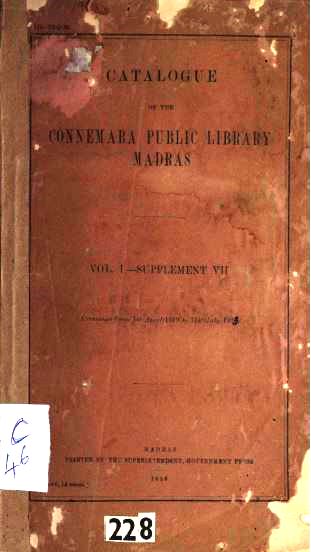 CATALOGUE
OF THE
CONNEMARA PUBLIC LIBRARY
MADRAS
VOL. I—SUPPLEMENT VII
MADRAS
PRINTED BY THE SUPERINTENDENT, GOVERNMENT PRESS
C
46
228